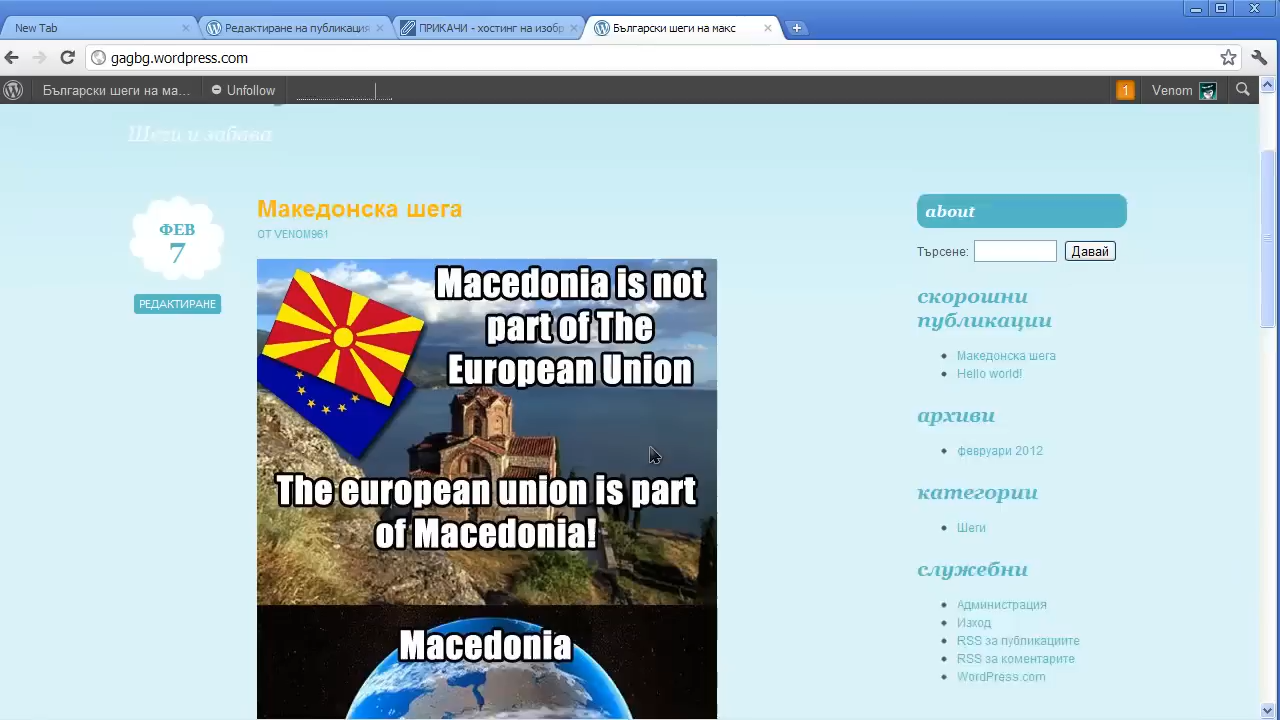 New Tab
Редактиране на публикация
ПРИКАЧИ - хостинг на изобр
Български шеги на макс
gagbg.wordpress.com
Български шеги на ма...
Unfollow
1
Venom
Шеги и забава
ФЕВ
7
РЕДАКТИРАНЕ
Македонска шега
ОТ VENOM961
Macedonia is not
part of The
European Union
The european union is part
of Macedonia!
Macedonia
about
Търсене:
Давай
скорошни
публикации
Македонска шега
Hello world!
архиви
февруари 2012
категории
Шеги
служебни
Администрация
Изход
RSS за публикациите
RSS за коментарите
WordPress.com